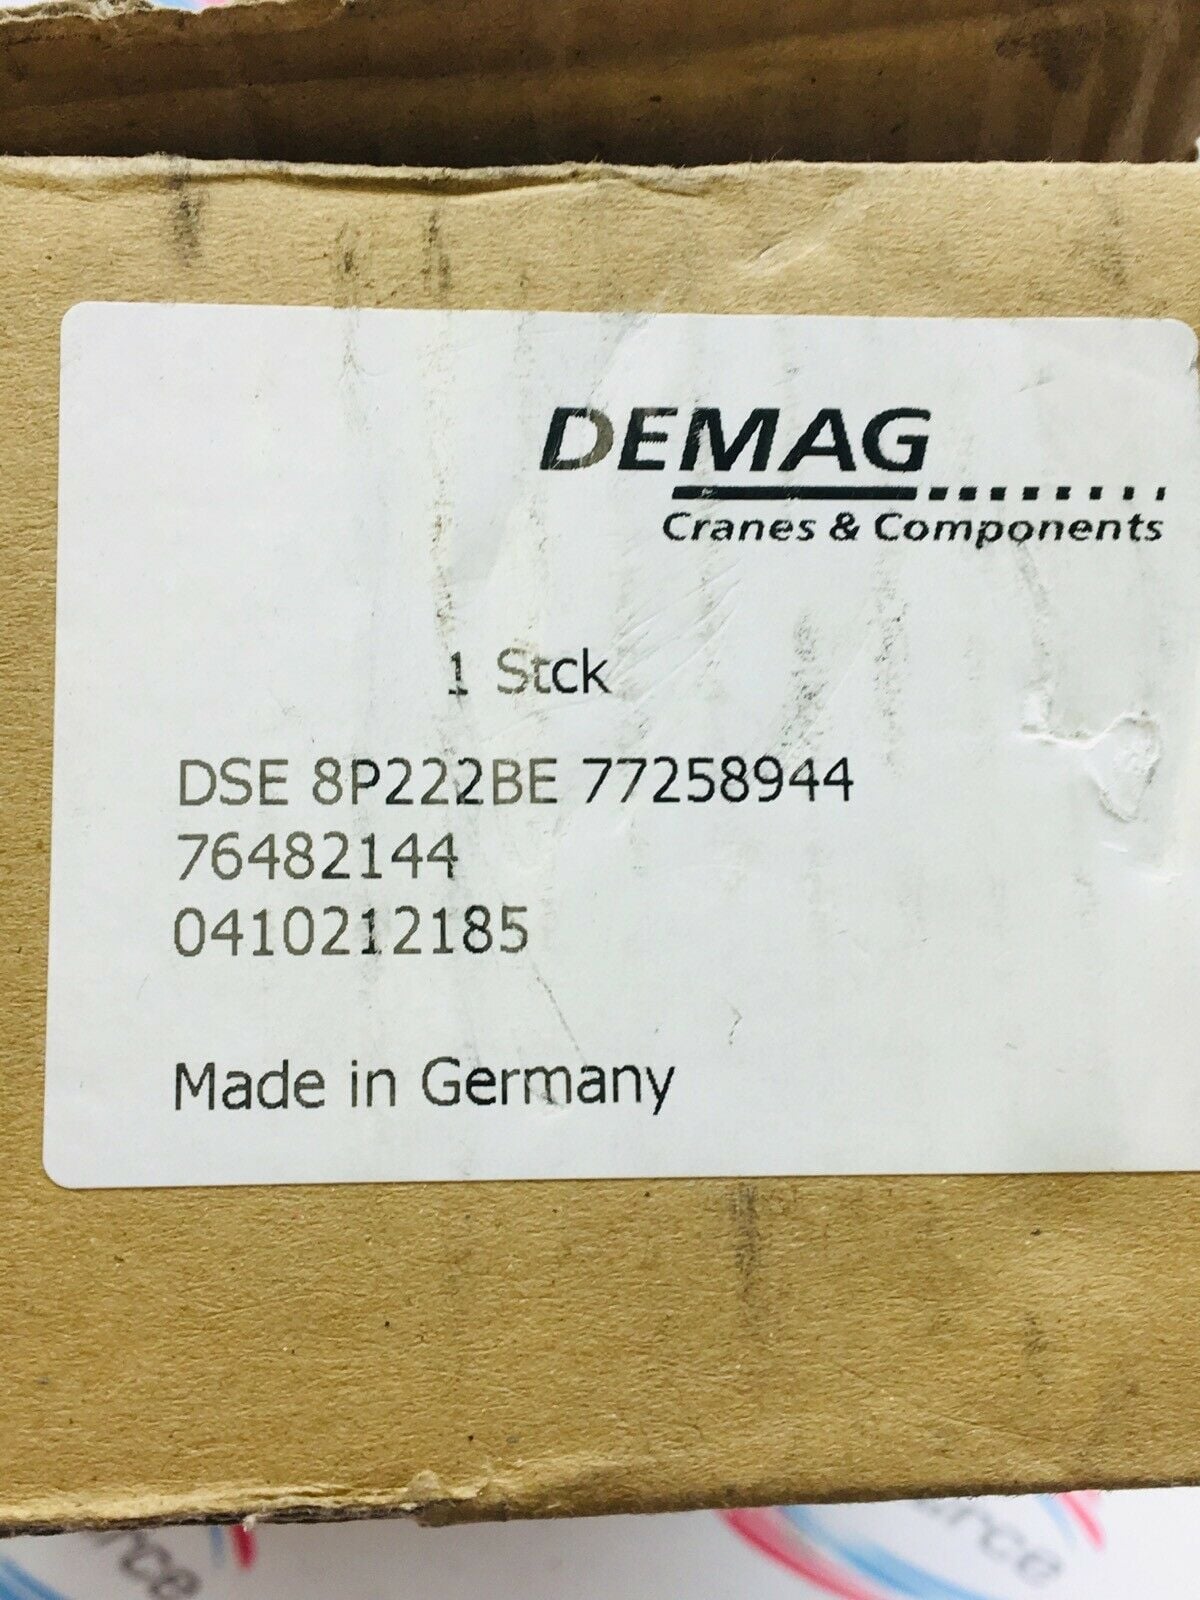 DEMAG
Cranes & Components
1 Stck
DSE 8P222BE 77258944
76482144
0410212185
Made in Germany